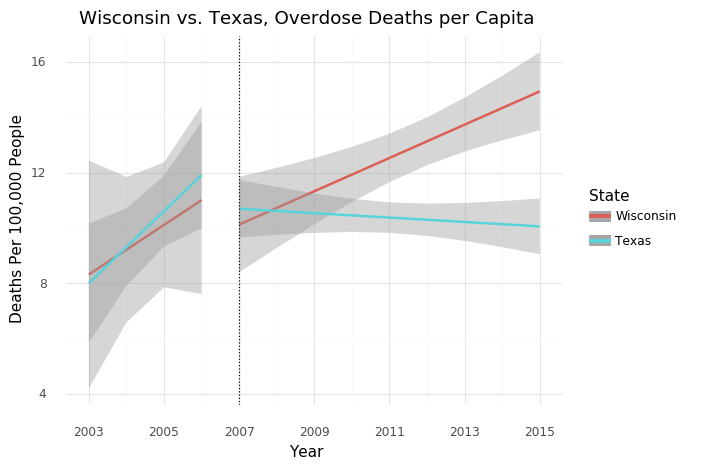 Wisconsin vs. Texas, Overdose Deaths per Capita
Deaths Per 100,000 People
16
12
8
4
2003 2005 2007 2009 2011 2013 2015
Year
State
Wisconsin
Texas